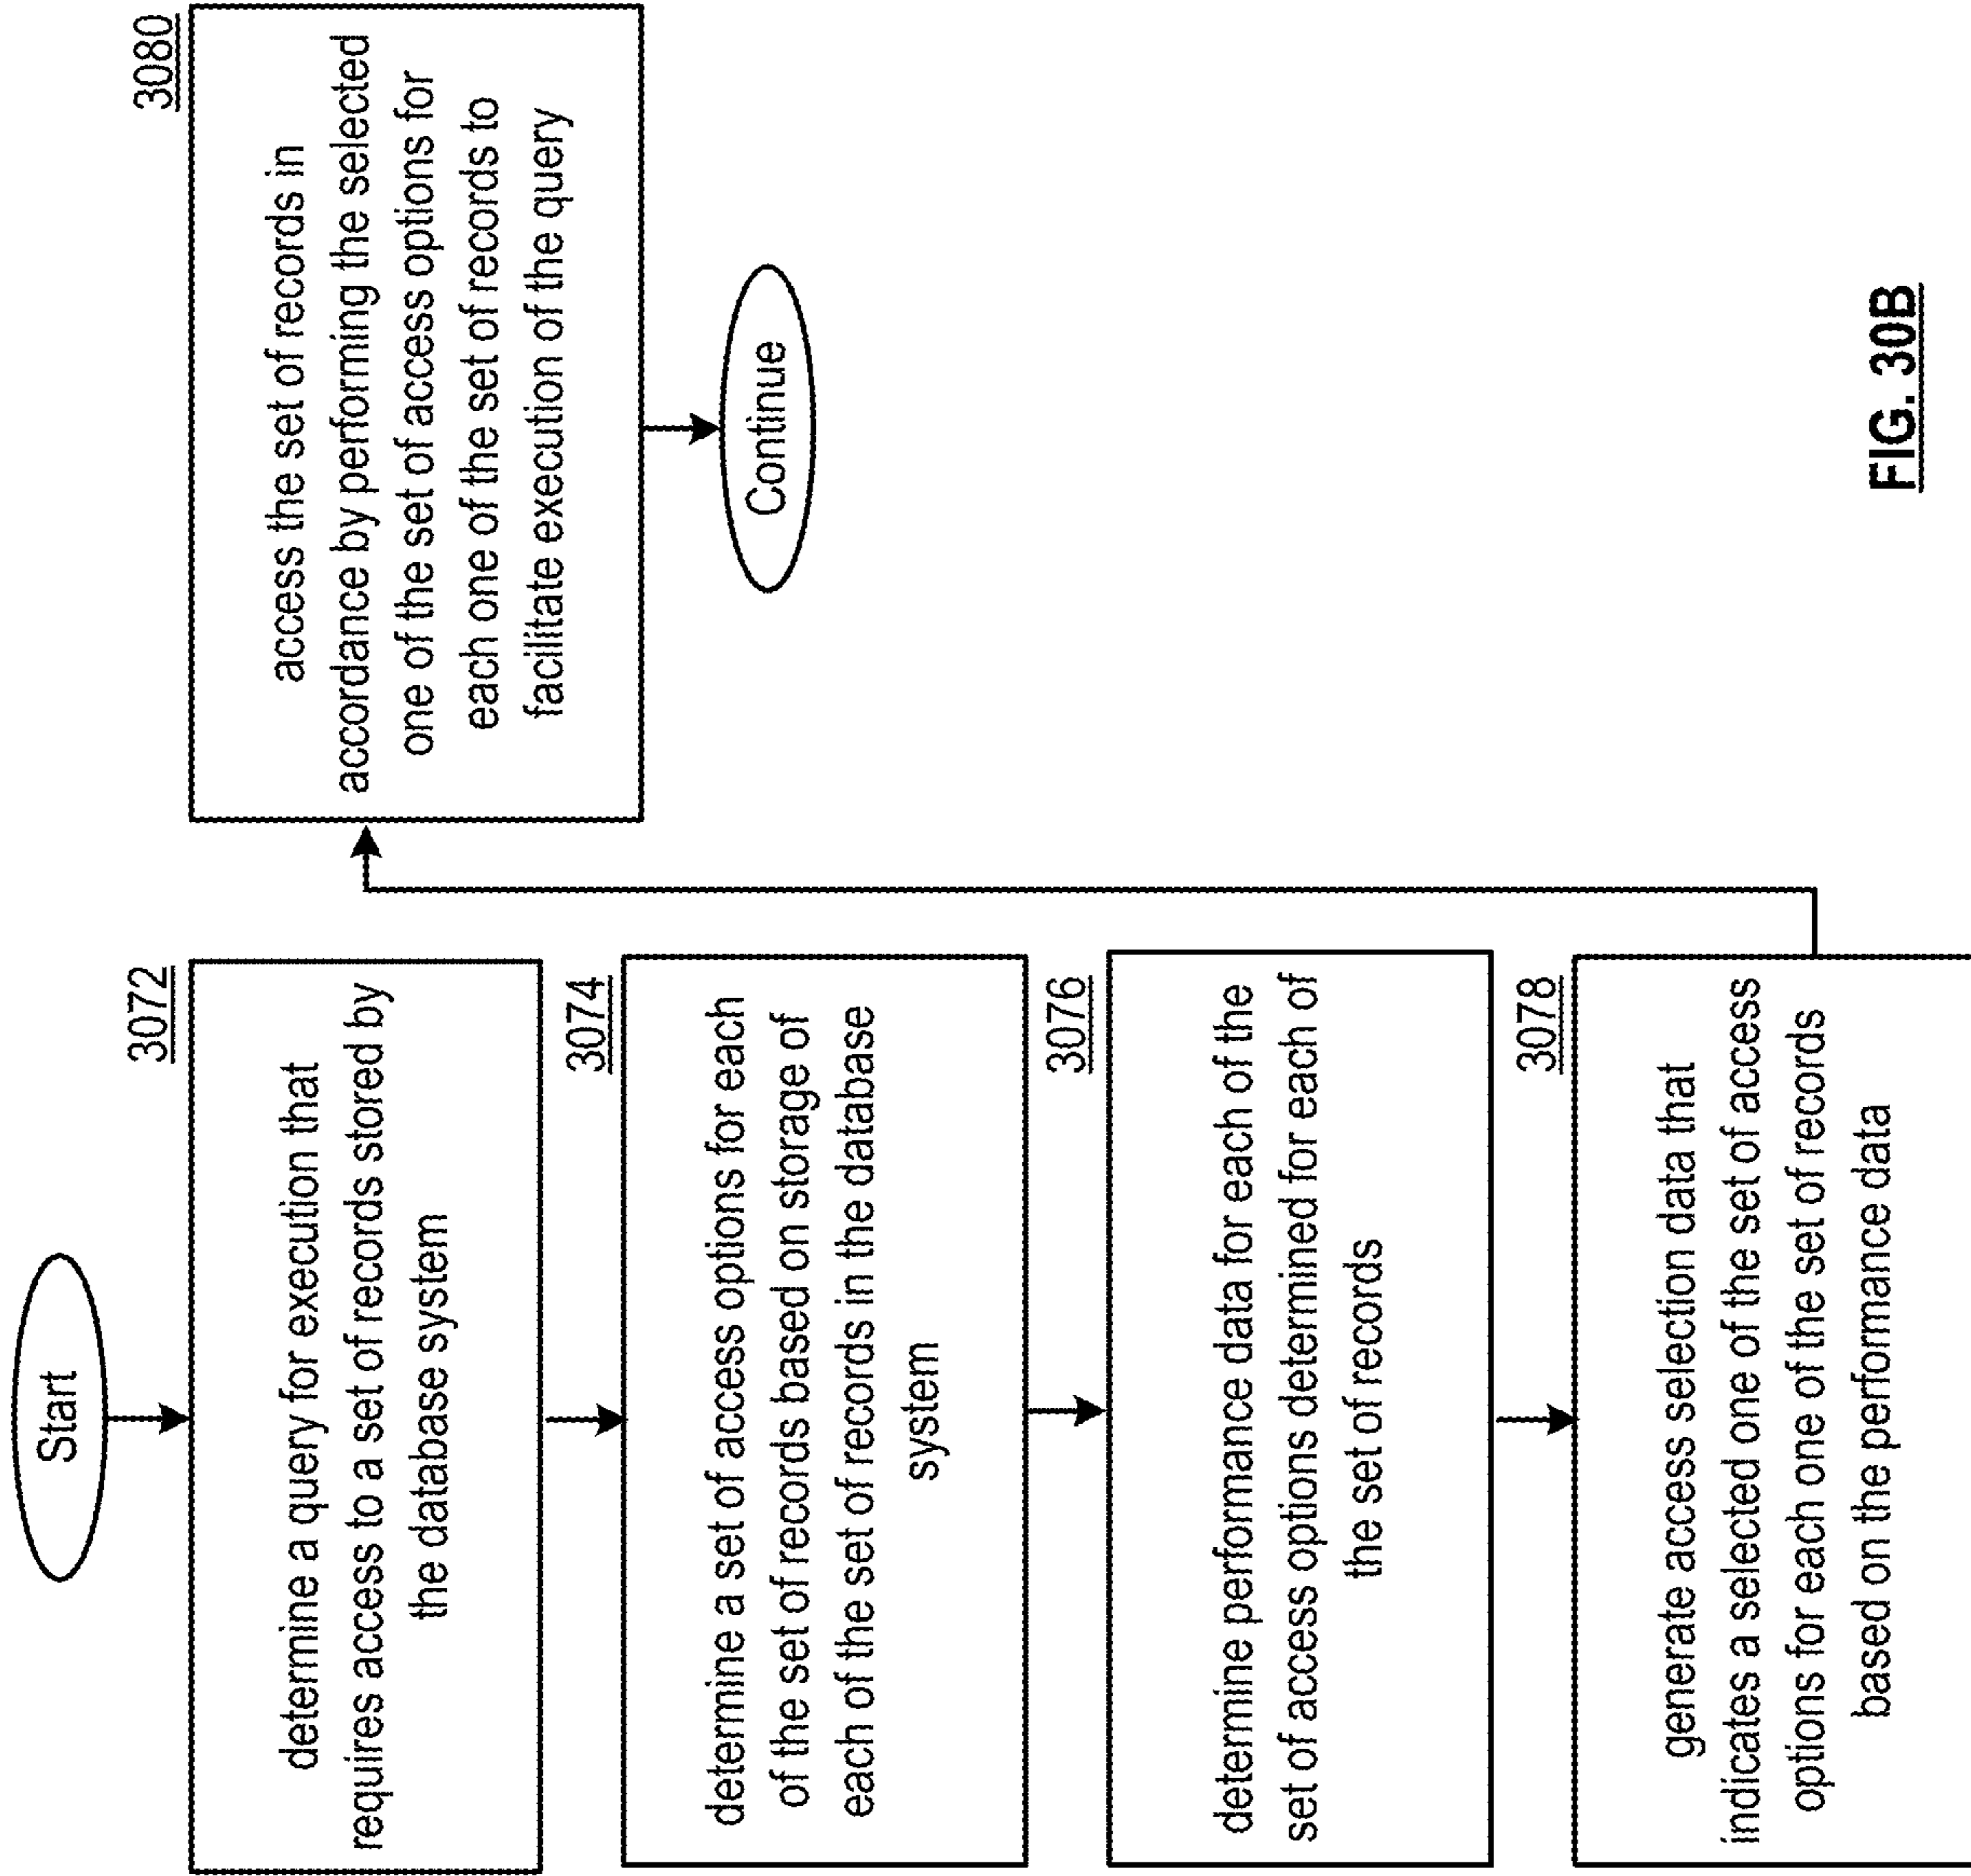 Start
3072
determine a query for execution that
requires access to a set of records stored by
the database system
3074
determine a set of access options for each
of the set of records based on storage of
each of the set of records in the database
system
3076
determine performance data for each of the
set of access options determined for each of
the set of records
3078
generate access selection data that
indicates a selected one of the set of access
options for each one of the set of records
based on the performance data
3080
access the set of records in
accordance by performing the selected
one of the set of access options for
each one of the set of records to
facilitate execution of the query
Continue
FIG. 30B